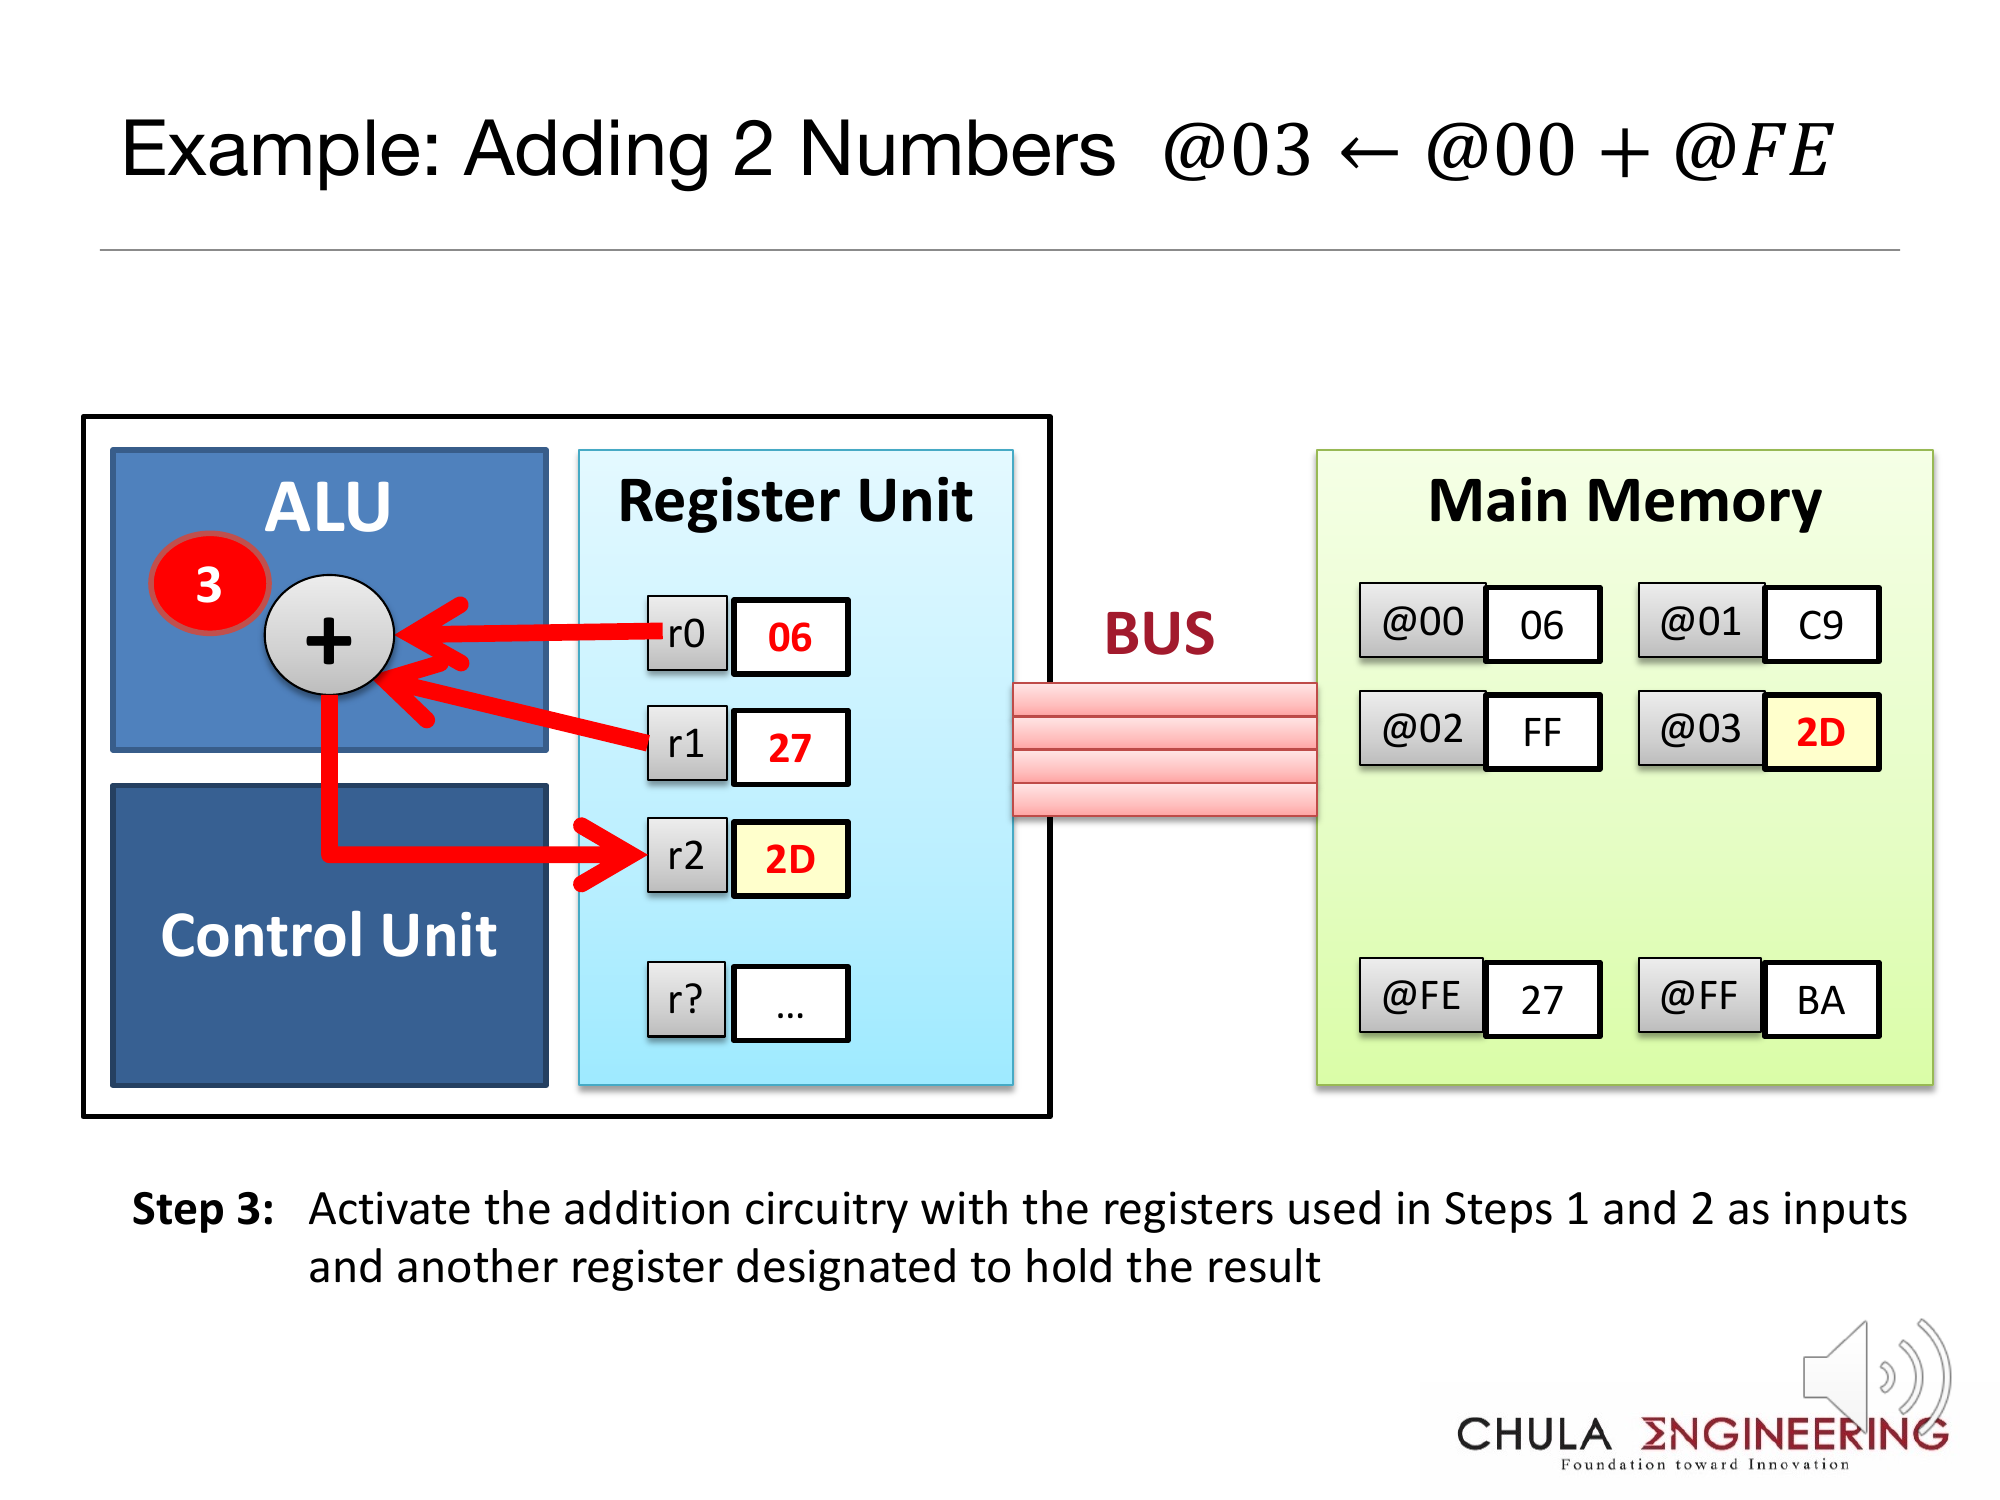 Example: Adding 2 Numbers @03 ← @00 + @FE
ALU
3
+
Control Unit
Register Unit
r0 06
r1 27
r2 2D
r? ...
BUS
Main Memory
@00 06 @01 C9
@02 FF @03 2D
@FE 27 @FF BA
Step 3: Activate the addition circuitry with the registers used in Steps 1 and 2 as inputs
and another register designated to hold the result
CHULA ΣNGINEERING
Foundation toward Innovation